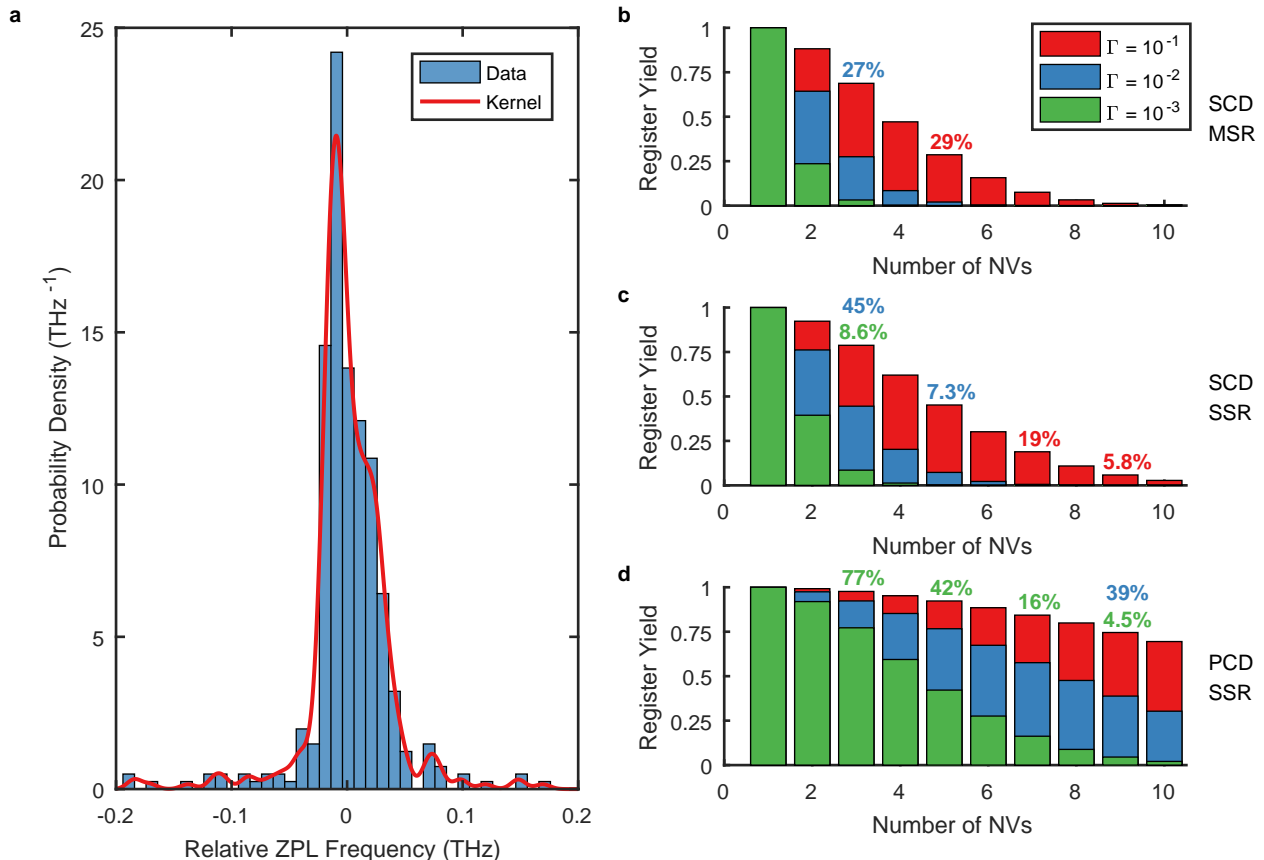 a
25
20
15
10
5
0
-0.2
-0.1
0
0.1
0.2
Probability Density (THz⁻¹)
Relative ZPL Frequency (THz)
Data
Kernel
b
1
0.75
0.5
0.25
0
Register Yield
27%
29%
Γ = 10⁻¹
Γ = 10⁻²
Γ = 10⁻³
SCD
MSR
2
4
6
8
10
Number of NVs
c
1
0.75
0.5
0.25
0
Register Yield
45%
8.6%
7.3%
19%
5.8%
SCD
SSR
2
4
6
8
10
Number of NVs
d
1
0.75
0.5
0.25
0
Register Yield
77%
42%
16%
39%
4.5%
PCD
SSR
2
4
6
8
10
Number of NVs